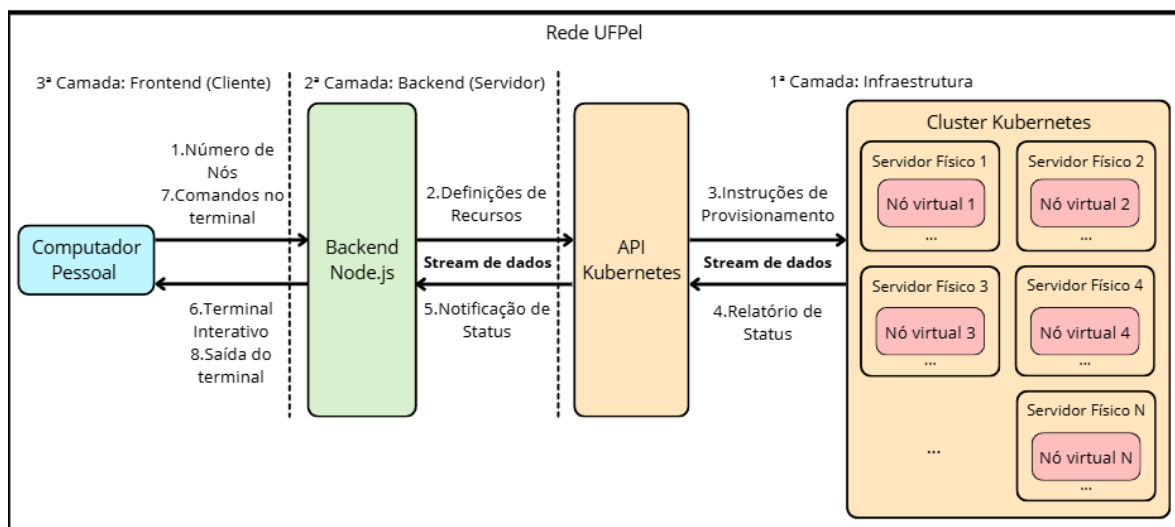 Rede UFPel
3ª Camada: Frontend (Cliente)
2ª Camada: Backend (Servidor)
1ª Camada: Infraestrutura
1.Número de
Nós
7.Comandos no
terminal
Computador
Pessoal
6.Terminal
Interativo
8.Saída do
terminal
Backend
Node.js
2.Definições de
Recursos
Stream de dados
5.Notificação de
Status
API
Kubernetes
3.Instruções de
Provisionamento
Stream de dados
4.Relatório de
Status
Cluster Kubernetes
Servidor Físico 1
Nó virtual 1
...
Servidor Físico 2
Nó virtual 2
...
Servidor Físico 3
Nó virtual 3
...
Servidor Físico 4
Nó virtual 4
...
...
Servidor Físico N
Nó virtual N
...